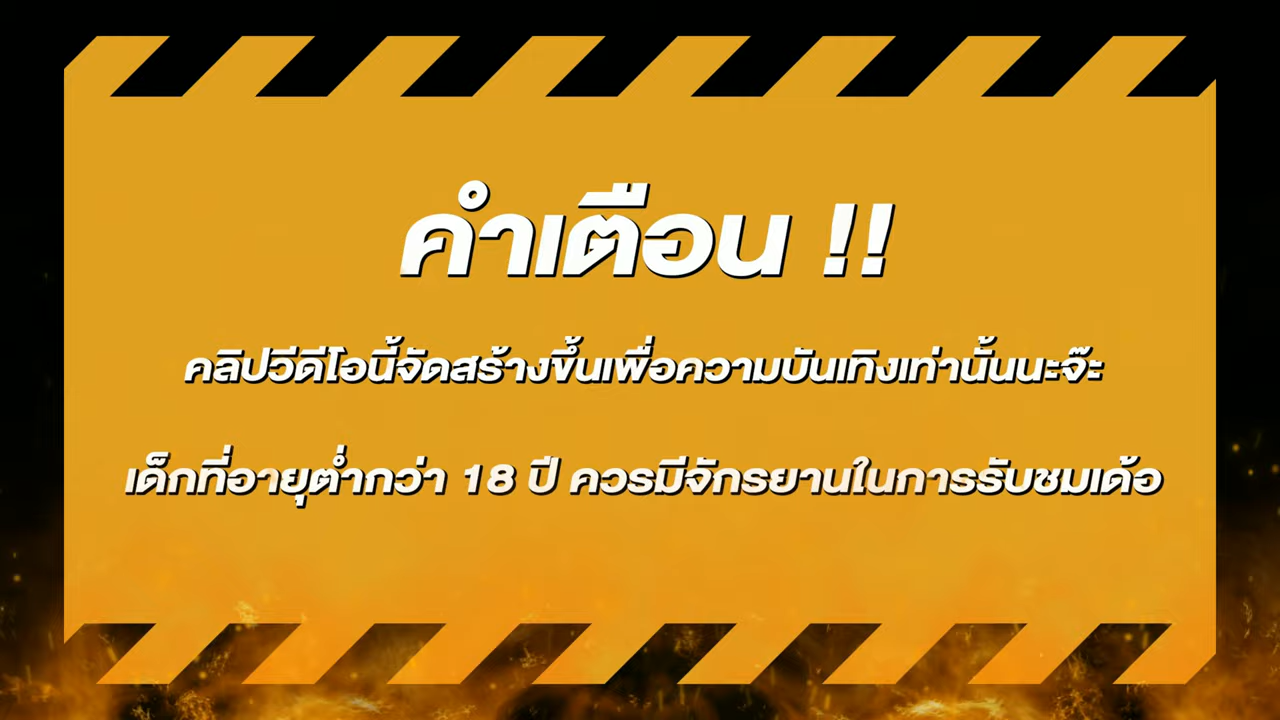 คำเตือน !!
คลิปวีดีโอนี้จัดสร้างขึ้นเพื่อความบันเทิงเท่านั้นนะจ๊ะ
เด็กที่อายุต่ำกว่า 18 ปี ควรมีจักรยานในการรับชมเด้อ